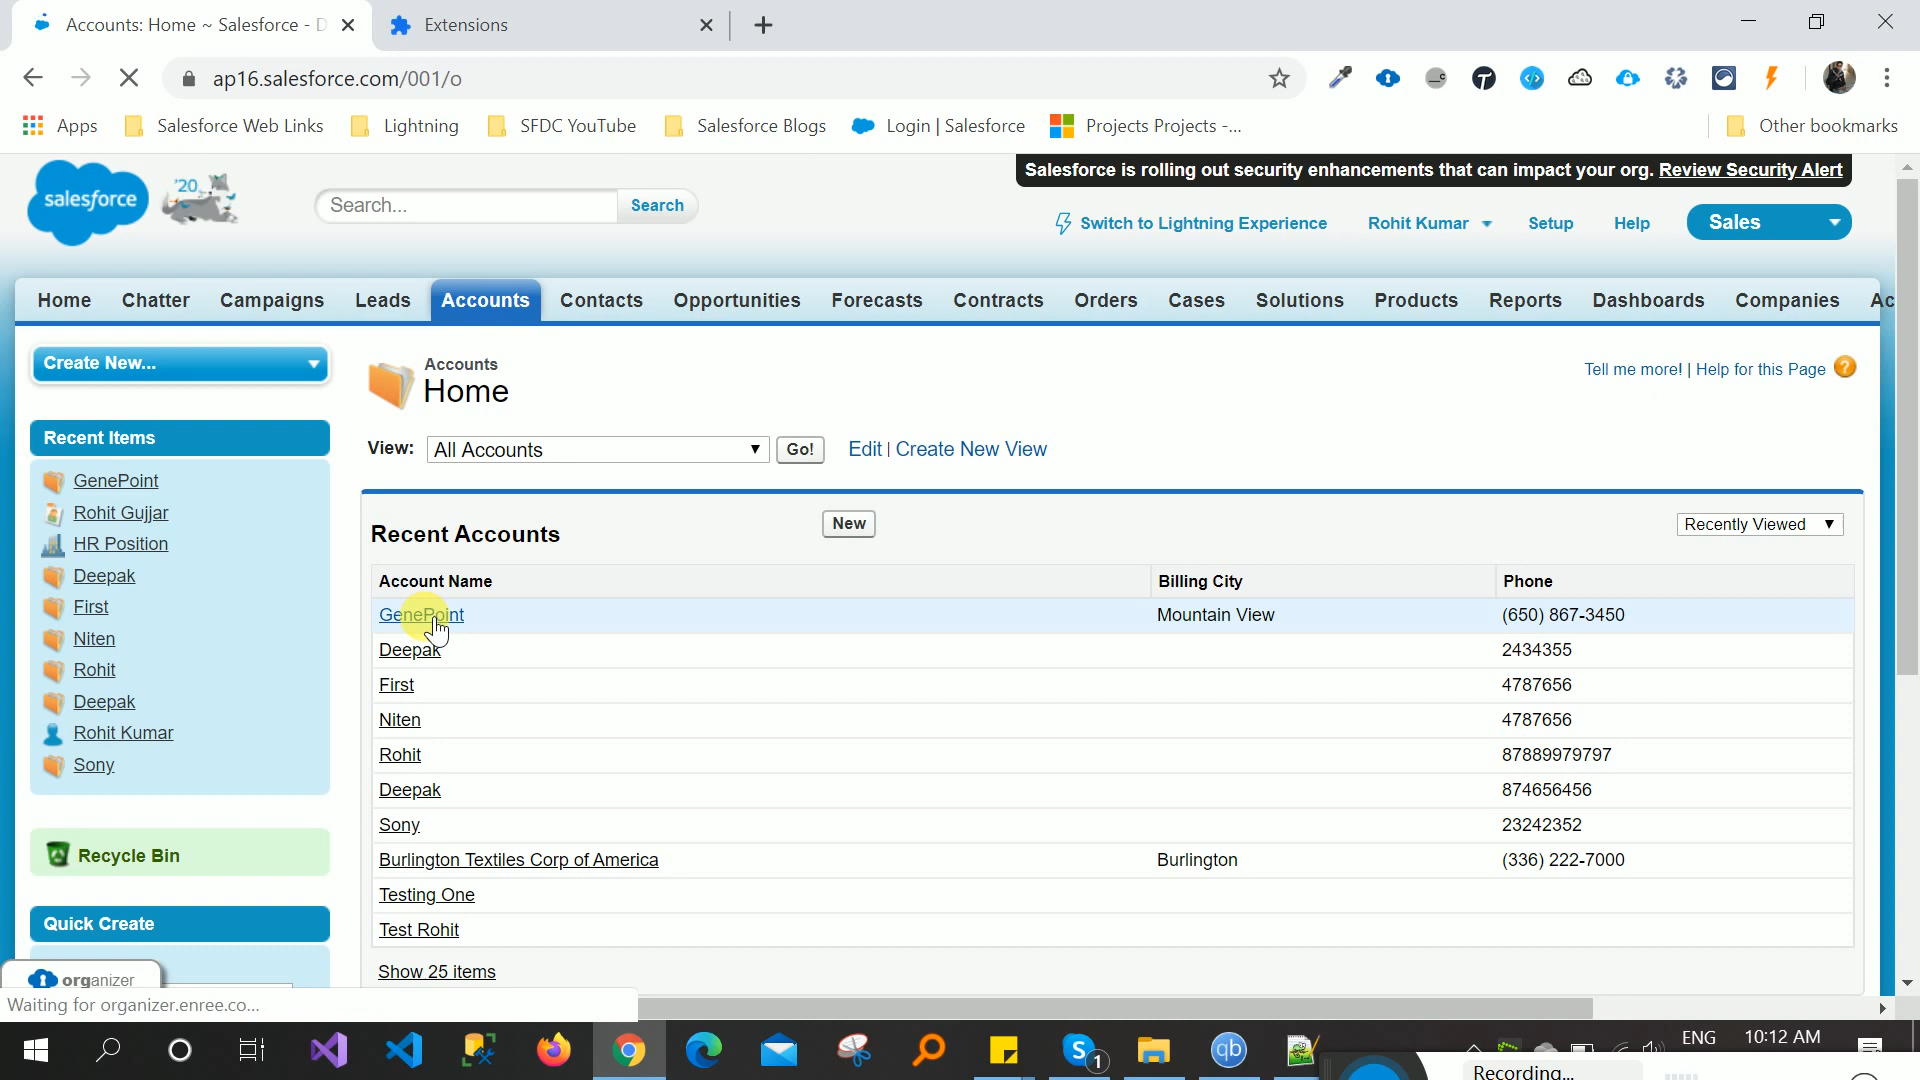 Accounts: Home ~ Salesforce - D
Extensions
ap16.salesforce.com/001/o
Apps
Salesforce Web Links
Lightning
SFDC YouTube
Salesforce Blogs
Login | Salesforce
Projects Projects -...
Other bookmarks
Salesforce is rolling out security enhancements that can impact your org. Review Security Alert
salesforce
'20
Search...
Search
Switch to Lightning Experience
Rohit Kumar
Setup
Help
Sales
Home Chatter Campaigns Leads Accounts Contacts Opportunities Forecasts Contracts Orders Cases Solutions Products Reports Dashboards Companies Ac
Create New...
Recent Items
GenePoint
Rohit Gujjar
HR Position
Deepak
First
Niten
Rohit
Deepak
Rohit Kumar
Sony
Recycle Bin
Quick Create
organizer
Waiting for organizer.enree.co...
Accounts
Home
Tell me more! | Help for this Page ?
View: All Accounts Go! Edit | Create New View
Recent Accounts
New
Recently Viewed
Account Name Billing City Phone
GenePoint Mountain View (650) 867-3450
Deepak 2434355
First 4787656
Niten 4787656
Rohit 87889979797
Deepak 874656456
Sony 23242352
Burlington Textiles Corp of America Burlington (336) 222-7000
Testing One
Test Rohit
Show 25 items
S 1
qb
ENG
10:12 AM
Recording...